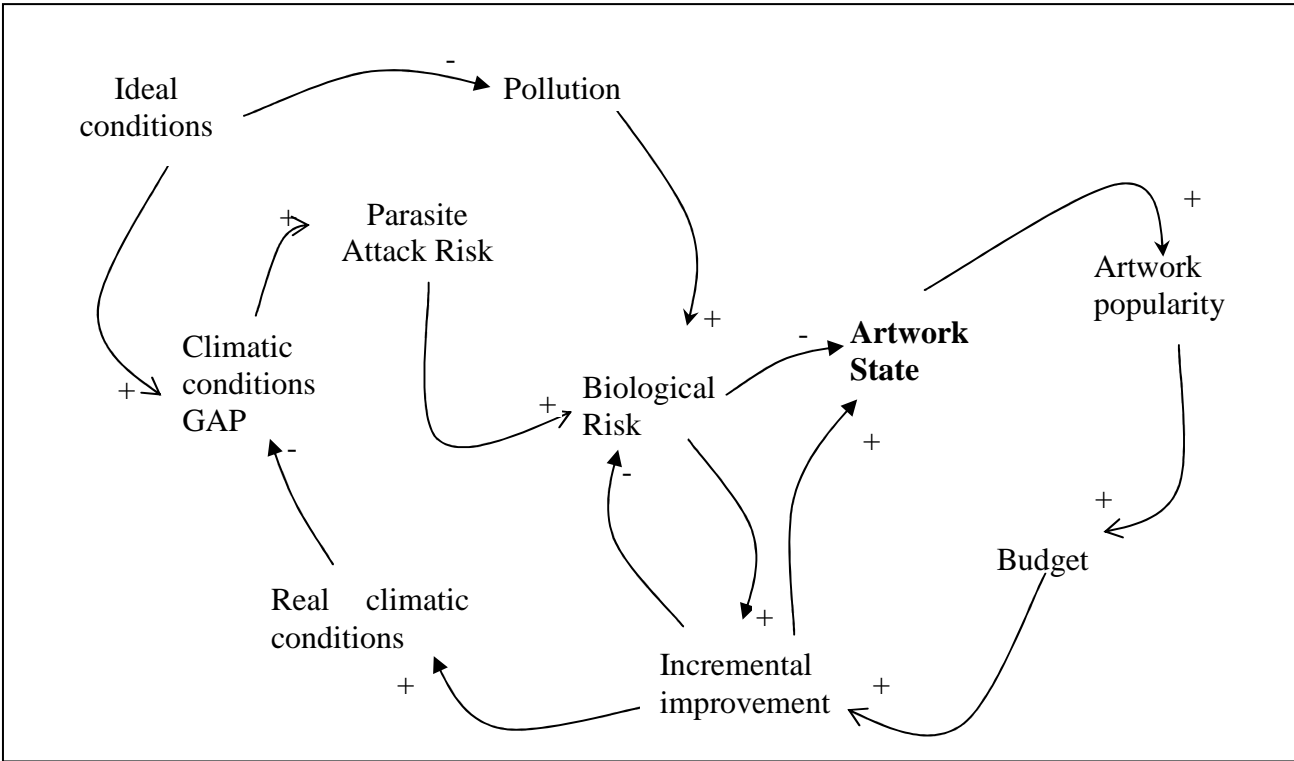 -
Ideal
conditions
Pollution
+
Parasite
Attack Risk
+
Artwork
popularity
+
Climatic
conditions
GAP
+
-
Artwork
State
+
Biological
Risk
+
+
-
-
+
Budget
Real climatic
conditions
+
Incremental
improvement
+
+